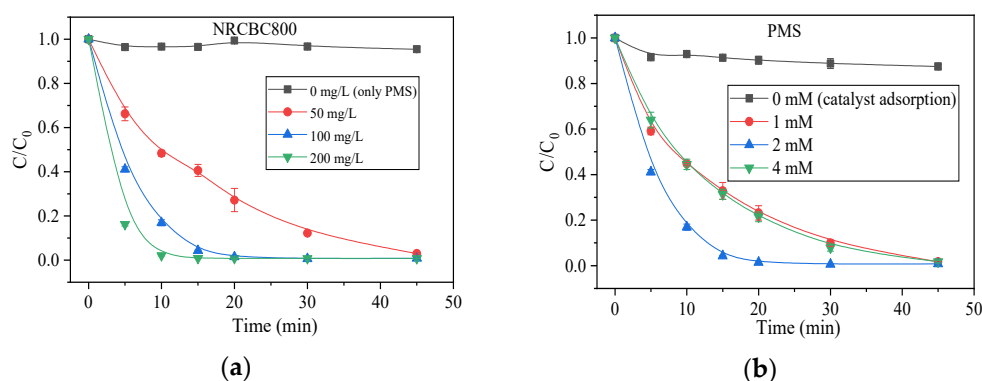 NRCBC800
C/C0
1.0
0.8
0.6
0.4
0.2
0.0
0 mg/L (only PMS)
50 mg/L
100 mg/L
200 mg/L
0 10 20 30 40 50
Time (min)
(a)
PMS
C/C0
1.0
0.8
0.6
0.4
0.2
0.0
0 mM (catalyst adsorption)
1 mM
2 mM
4 mM
0 10 20 30 40 50
Time (min)
(b)